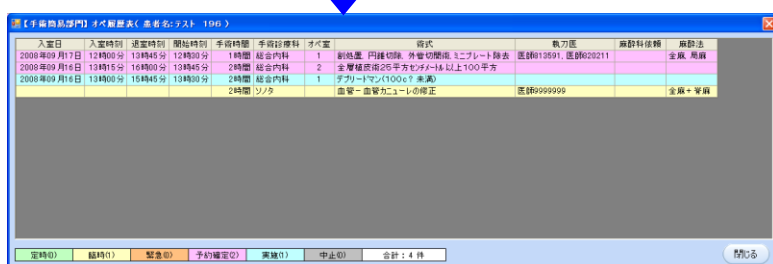 【手術簡易部門】オペ履歴表( 患者名:テスト 196 )
入室日 入室時刻 退室時刻 開始時刻 手術時間 手術診療科 オペ室 術式 執刀医 麻酔科依頼 麻酔法
2008年09月17日 12時00分 13時45分 12時30分 1時間 総合内科 1 創処置, 円錐切除, 外管切開術, ミニプレート除去 医師813591, 医師820211 全麻, 局麻
2008年09月16日 13時15分 16時00分 13時45分 2時間 総合内科 2 全層植皮術25平方センチメートル以上100平方
2008年09月16日 13時00分 15時45分 13時30分 2時間 総合内科 1 デブリートマン(100c? 未満)
2時間 ソノタ 血管－血管カニューレの修正 医師9999999 全麻+脊麻
定時(0) 臨時(1) 緊急(0) 予約確定(2) 実施(1) 中止(0) 合計：4 件 閉じる